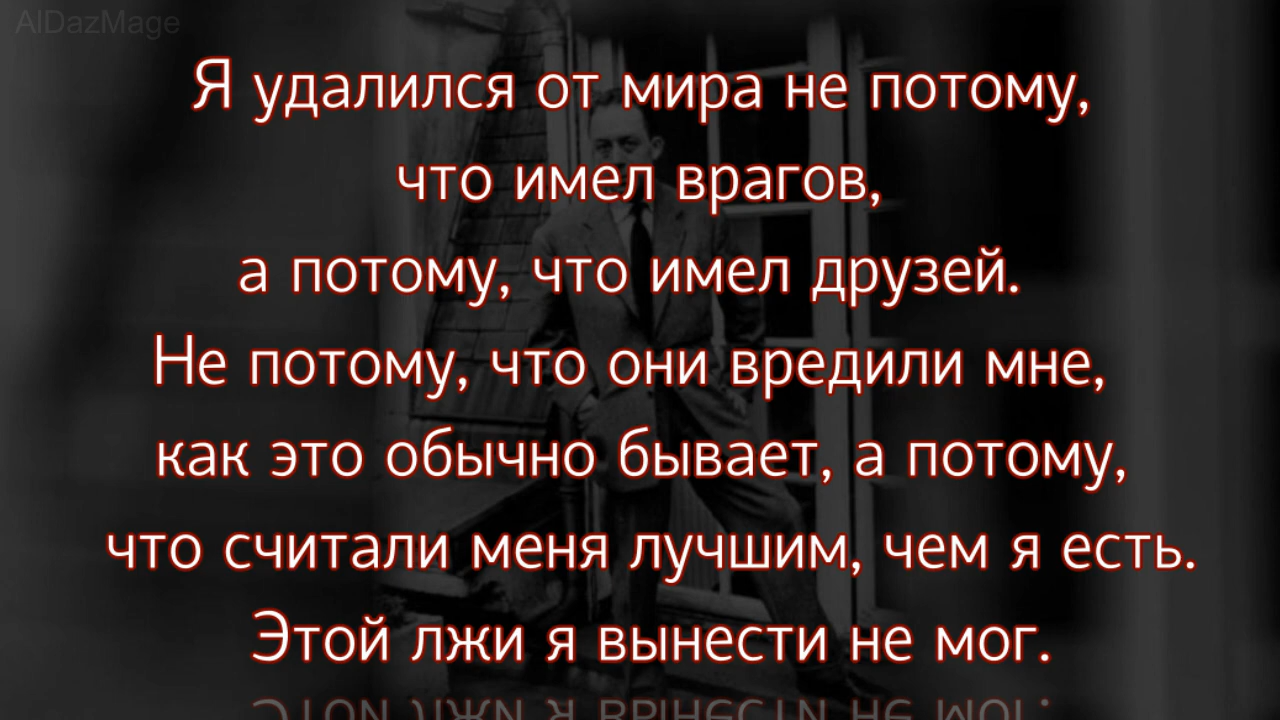 AlDazMage
Я удалился от мира не потому,
что имел врагов,
а потому, что имел друзей.
Не потому, что они вредили мне,
как это обычно бывает, а потому,
что считали меня лучшим, чем я есть.
Этой лжи я вынести не мог.